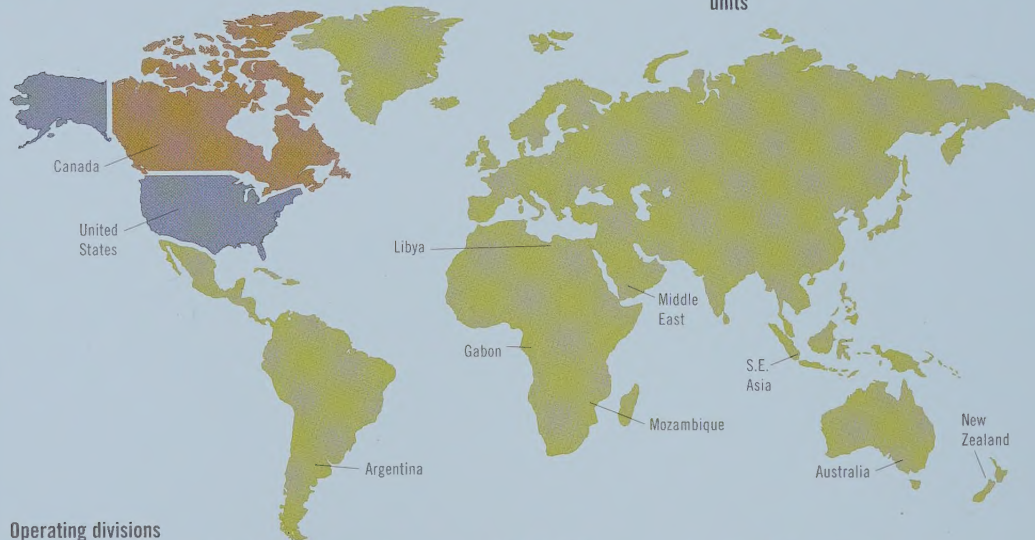 units
Canada
United
States
Libya
Middle
East
Gabon
S.E.
Asia
Mozambique
New
Zealand
Argentina
Australia
Operating divisions